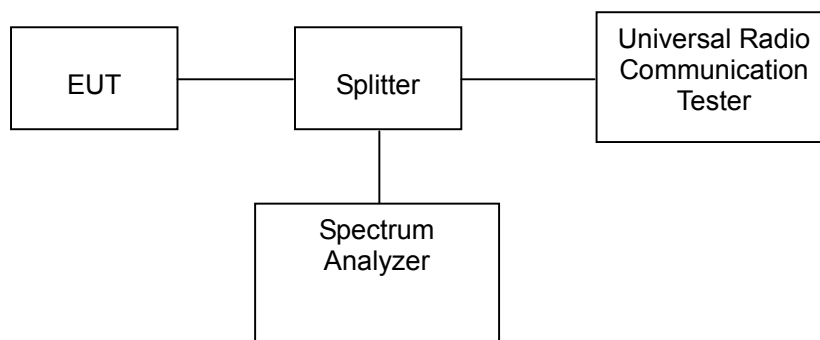 EUT
Splitter
Universal Radio
Communication
Tester
Spectrum
Analyzer